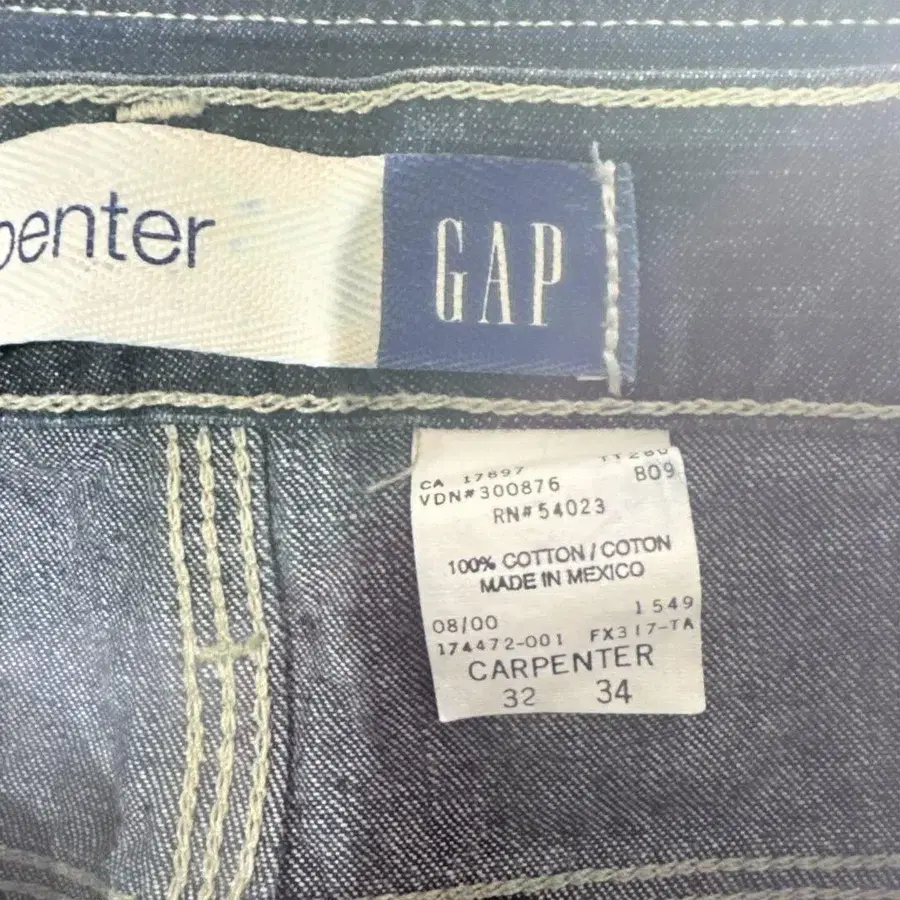 penter
GAP
CA 17897
VDN#300876 B09
RN#54023
100% COTTON/COTON
MADE IN MEXICO
08/00 1549
174472-001 FX317-TA
CARPENTER
32 34